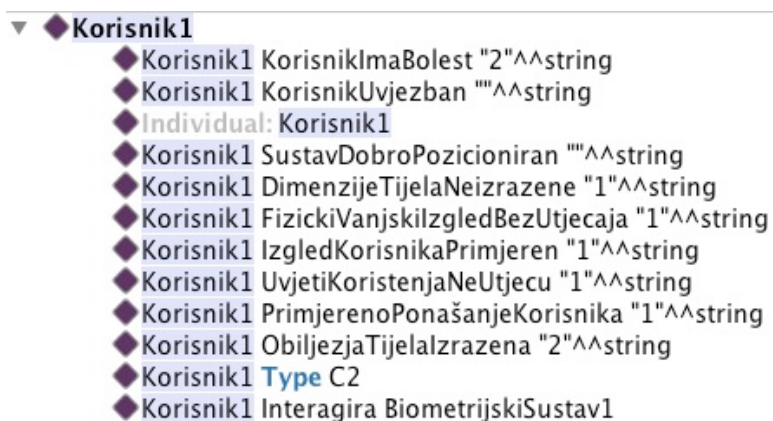 Korisnik1
Korisnik1 KorisnikImaBolest "2"^^string
Korisnik1 KorisnikUvjezban ""^^string
Individual: Korisnik1
Korisnik1 SustavDobroPozicioniran ""^^string
Korisnik1 DimenzijeTijelaNeizrazene "1"^^string
Korisnik1 FizickiVanjskiIzgledBezUtjecaja "1"^^string
Korisnik1 IzgledKorisnikaPrimjeren "1"^^string
Korisnik1 UvjetiKoristenjaNeUtjecu "1"^^string
Korisnik1 PrimjerenoPonašanjeKorisnika "1"^^string
Korisnik1 ObiljezjaTijelaIzrazena "2"^^string
Korisnik1 Type C2
Korisnik1 Interagira BiometrijskiSustav1